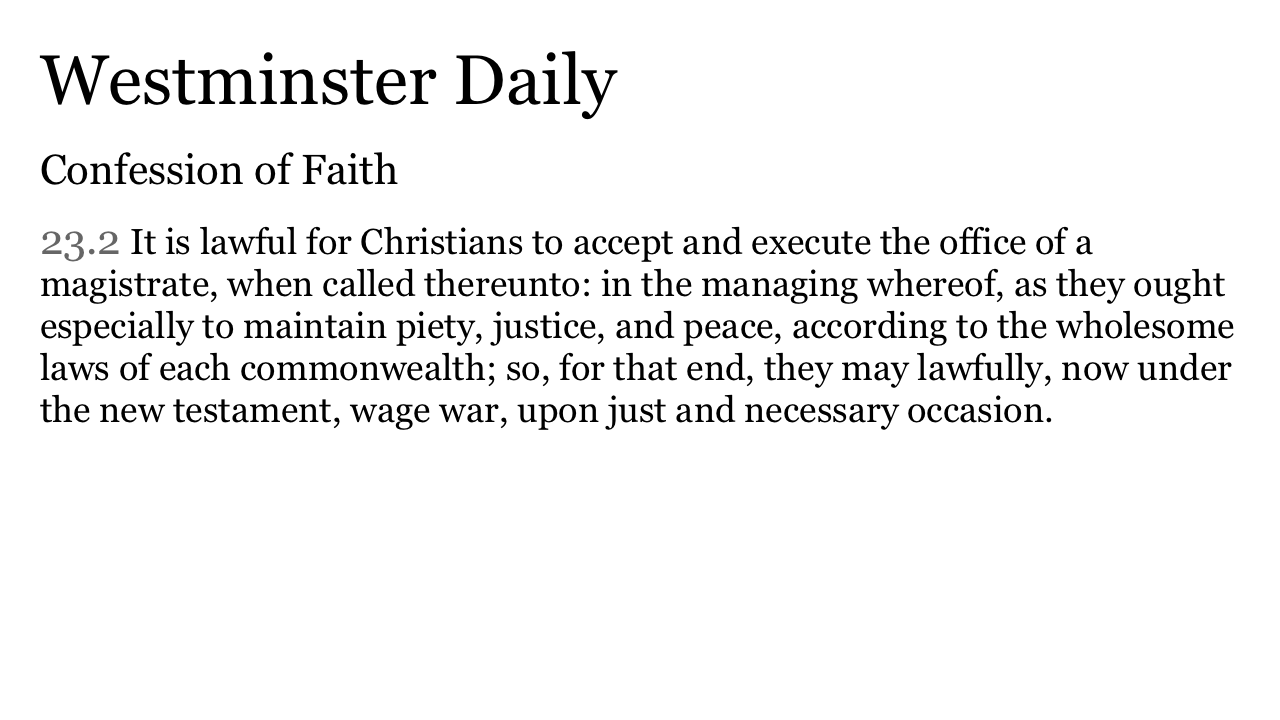 Westminster Daily
Confession of Faith
23.2 It is lawful for Christians to accept and execute the office of a
magistrate, when called thereunto: in the managing whereof, as they ought
especially to maintain piety, justice, and peace, according to the wholesome
laws of each commonwealth; so, for that end, they may lawfully, now under
the new testament, wage war, upon just and necessary occasion.